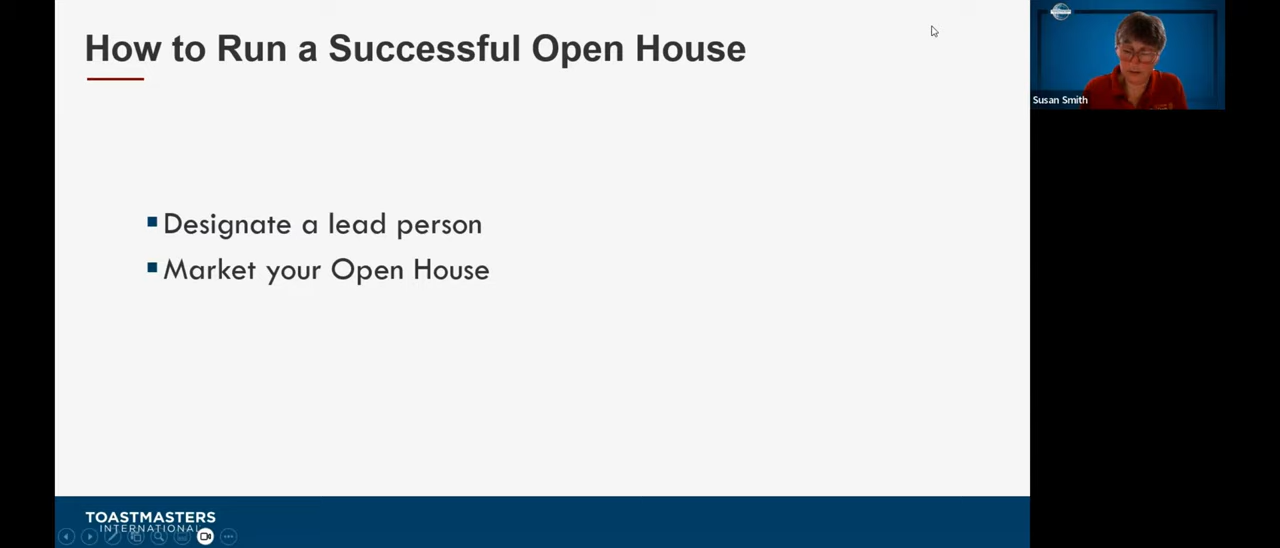 How to Run a Successful Open House
Susan Smith
Designate a lead person
Market your Open House
TOASTMASTERS
INTERNATIONAL